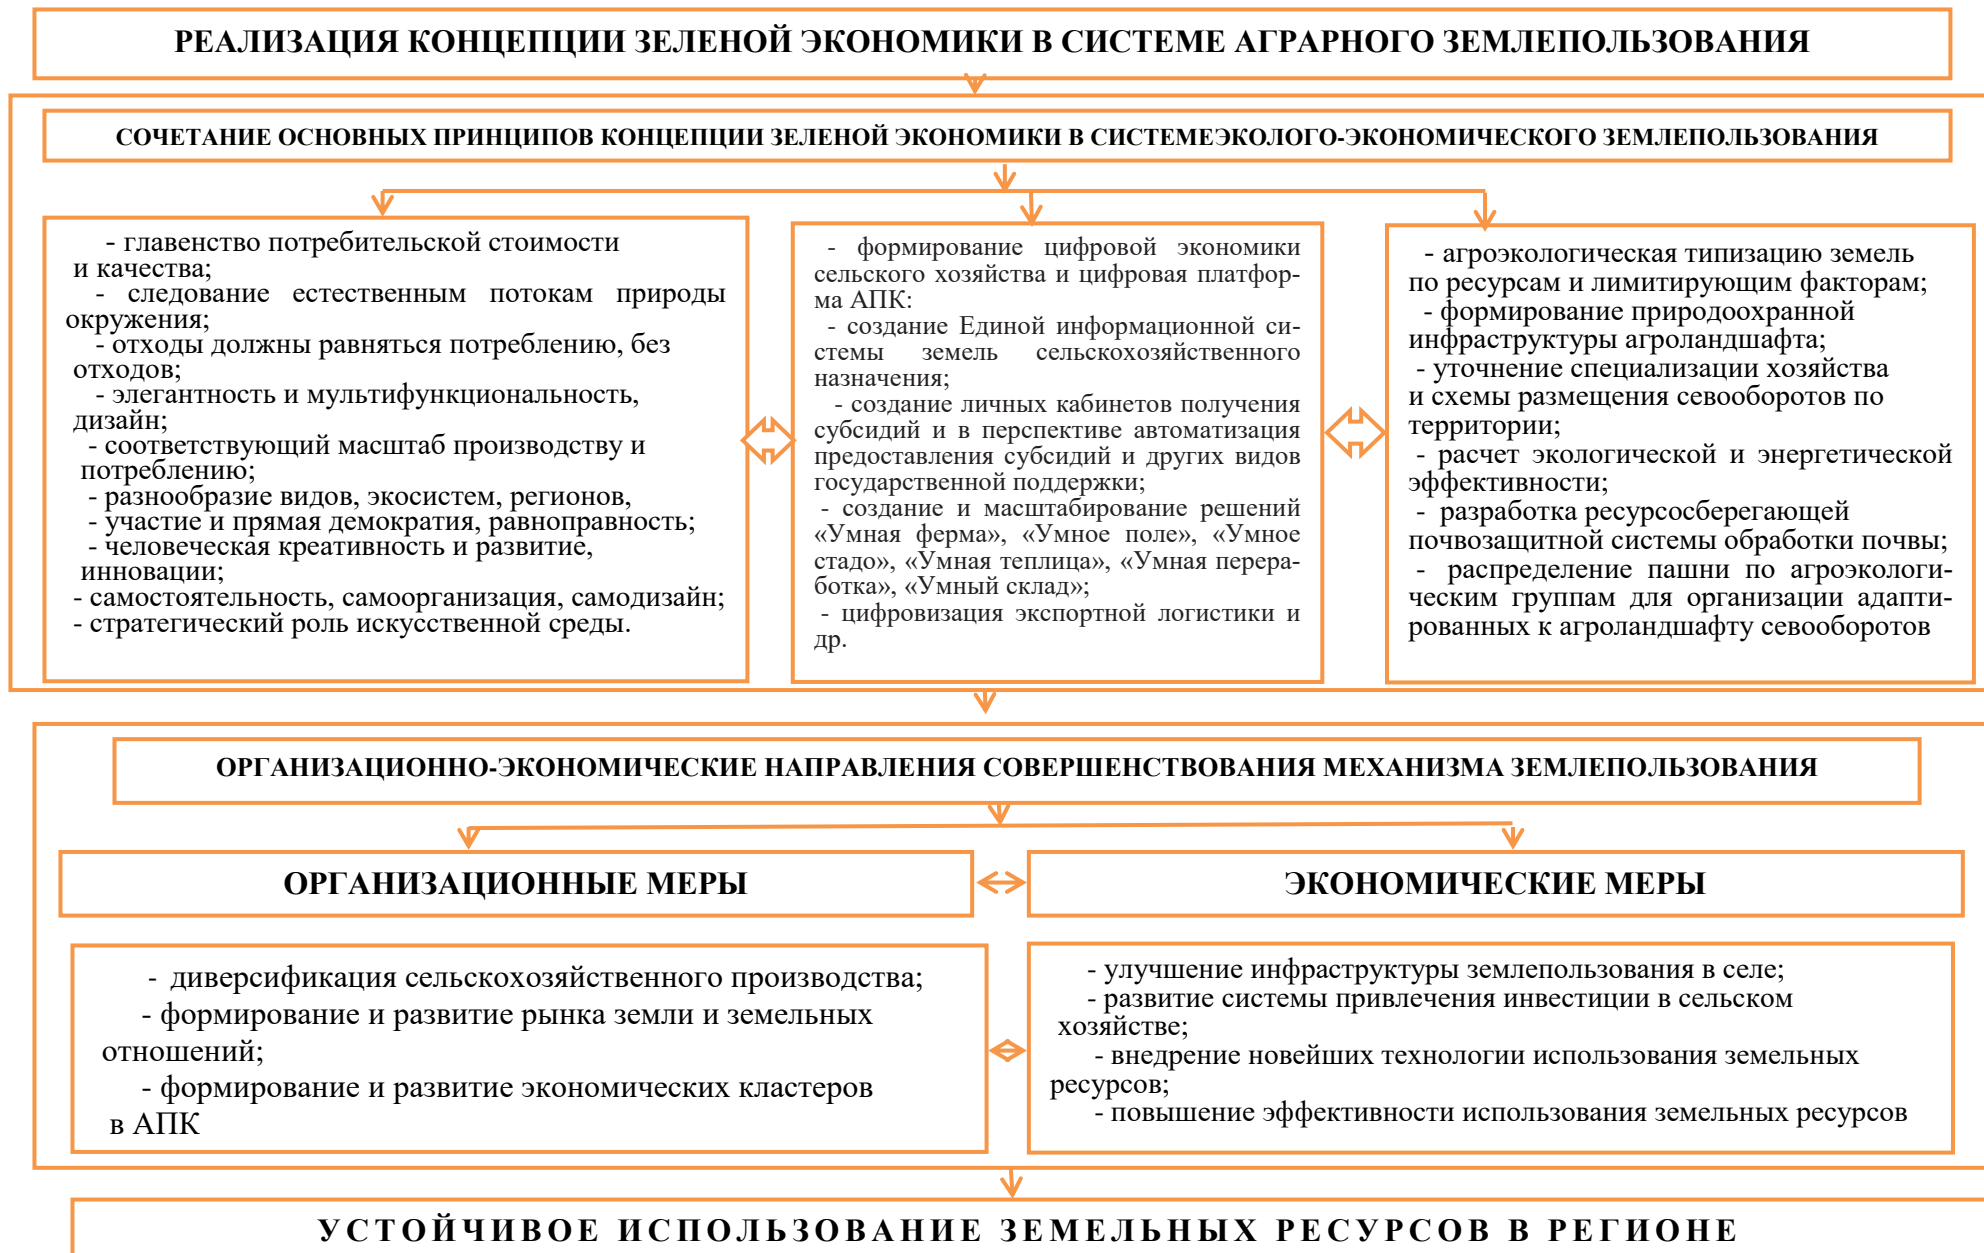 РЕАЛИЗАЦИЯ КОНЦЕПЦИИ ЗЕЛЕНОЙ ЭКОНОМИКИ В СИСТЕМЕ АГРАРНОГО ЗЕМЛЕПОЛЬЗОВАНИЯ
СОЧЕТАНИЕ ОСНОВНЫХ ПРИНЦИПОВ КОНЦЕПЦИИ ЗЕЛЕНОЙ ЭКОНОМИКИ В СИСТЕМЕЭКОЛОГО-ЭКОНОМИЧЕСКОГО ЗЕМЛЕПОЛЬЗОВАНИЯ
- главенство потребительской стоимости
и качества;
- следование естественным потокам природы
окружения;
- отходы должны равняться потреблению, без
отходов;
- элегантность и мультифункциональность,
дизайн;
- соответствующий масштаб производству и
потреблению;
- разнообразие видов, экосистем, регионов,
- участие и прямая демократия, равноправность;
- человеческая креативность и развитие,
инновации;
- самостоятельность, самоорганизация, самодизайн;
- стратегический роль искусственной среды.
- формирование цифровой экономики
сельского хозяйства и цифровая платфор-
ма АПК:
- создание Единой информационной си-
стемы земель сельскохозяйственного
назначения;
- создание личных кабинетов получения
субсидий и в перспективе автоматизация
предоставления субсидий и других видов
государственной поддержки;
- создание и масштабирование решений
«Умная ферма», «Умное поле», «Умное
стадо», «Умная теплица», «Умная перера-
ботка», «Умный склад»;
- цифровизация экспортной логистики и
др.
- агроэкологическая типизацию земель
по ресурсам и лимитирующим факторам;
- формирование природоохранной
инфраструктуры агроландшафта;
- уточнение специализации хозяйства
и схемы размещения севооборотов по
территории;
- расчет экологической и энергетической
эффективности;
- разработка ресурсосберегающей
почвозащитной системы обработки почвы;
- распределение пашни по агроэкологи-
ческим группам для организации адапти-
рованных к агроландшафту севооборотов
ОРГАНИЗАЦИОННО-ЭКОНОМИЧЕСКИЕ НАПРАВЛЕНИЯ СОВЕРШЕНСТВОВАНИЯ МЕХАНИЗМА ЗЕМЛЕПОЛЬЗОВАНИЯ
ОРГАНИЗАЦИОННЫЕ МЕРЫ
ЭКОНОМИЧЕСКИЕ МЕРЫ
- диверсификация сельскохозяйственного производства;
- формирование и развитие рынка земли и земельных
отношений;
- формирование и развитие экономических кластеров
в АПК
- улучшение инфраструктуры землепользования в селе;
- развитие системы привлечения инвестиции в сельском
хозяйстве;
- внедрение новейших технологии использования земельных
ресурсов;
- повышение эффективности использования земельных ресурсов
УСТОЙЧИВОЕ ИСПОЛЬЗОВАНИЕ ЗЕМЕЛЬНЫХ РЕСУРСОВ В РЕГИОНЕ